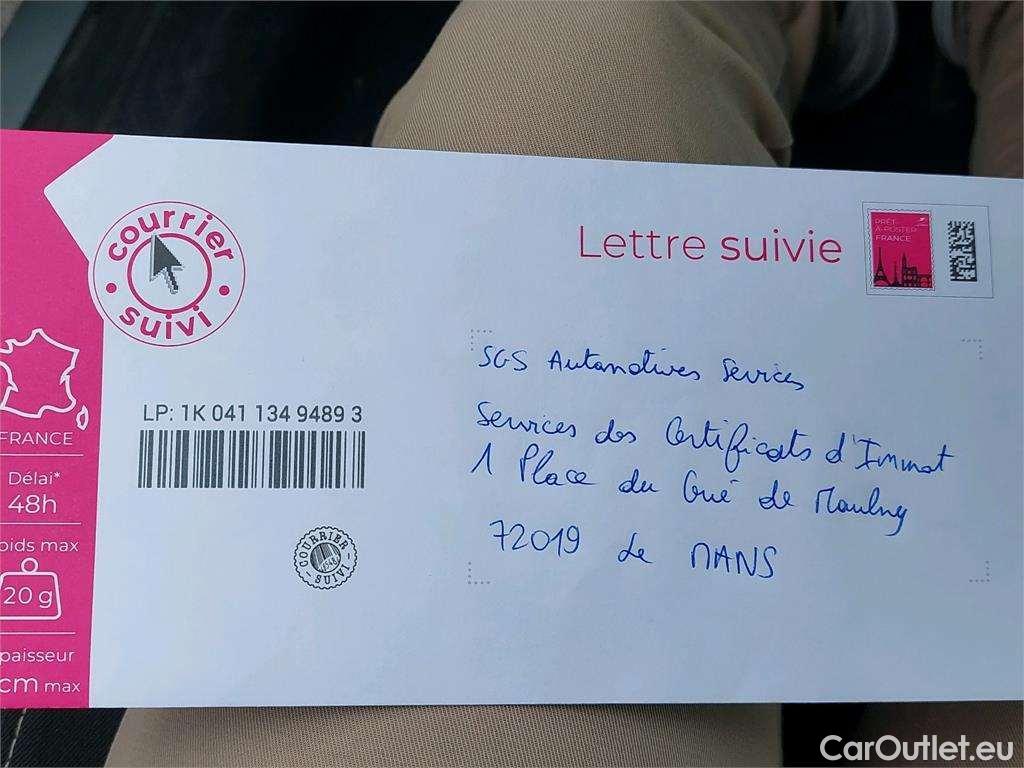 courrier
suivi
Lettre suivie
PRÊT-
À-POSTER
FRANCE
SGS Automotives Services
Services des Certificats d'Immat
1 Place du Gué de Maulny
72019 Le MANS
LP: 1K 041 134 9489 3
COURRIER
SUIVI
FRANCE
Délai*
48h
oids max
20 g
paisseur
cm max
CarOutlet.eu